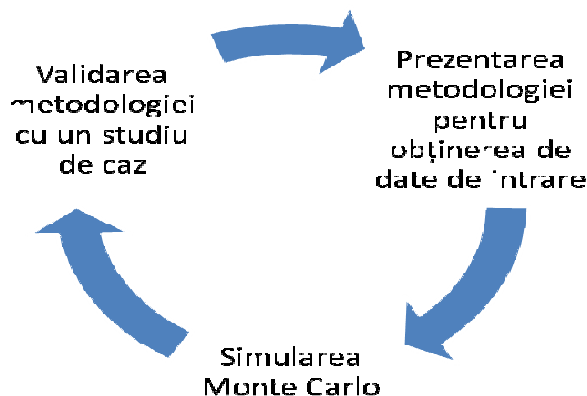 Validarea
metodologiei
cu un studiu
de caz
Prezentarea
metodologiei
pentru
obținerea de
date de intrare
Simularea
Monte Carlo